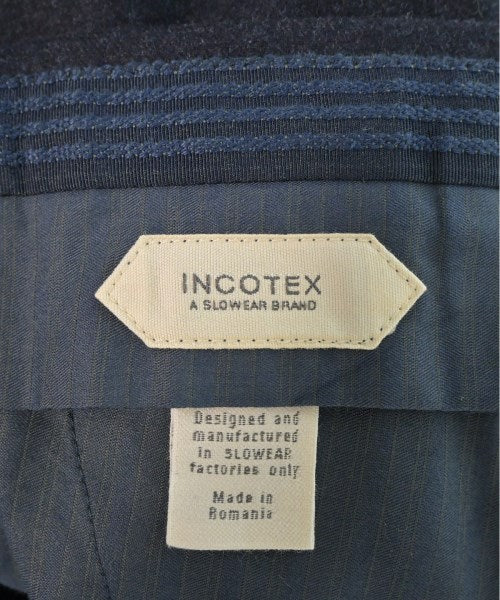 INCOTEX
A SLOWEAR BRAND
Designed and
manufactured
in SLOWEAR
factories only
Made in
Romania